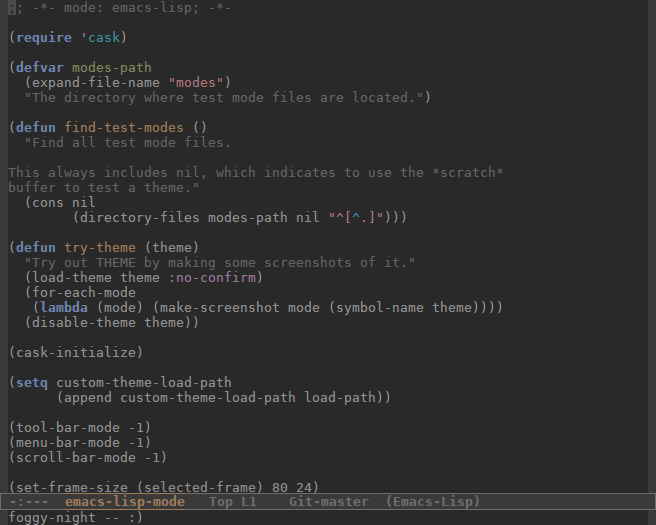 ;; -*- mode: emacs-lisp; -*-

(require 'cask)

(defvar modes-path
  (expand-file-name "modes")
  "The directory where test mode files are located.")

(defun find-test-modes ()
  "Find all test mode files.

This always includes nil, which indicates to use the *scratch*
buffer to test a theme."
  (cons nil
        (directory-files modes-path nil "^[^.]")))

(defun try-theme (theme)
  "Try out THEME by making some screenshots of it."
  (load-theme theme :no-confirm)
  (for-each-mode
   (lambda (mode) (make-screenshot mode (symbol-name theme))))
  (disable-theme theme))

(cask-initialize)

(setq custom-theme-load-path
      (append custom-theme-load-path load-path))

(tool-bar-mode -1)
(menu-bar-mode -1)
(scroll-bar-mode -1)

(set-frame-size (selected-frame) 80 24)
-:---  emacs-lisp-mode   Top L1    Git-master  (Emacs-Lisp)
foggy-night -- :)